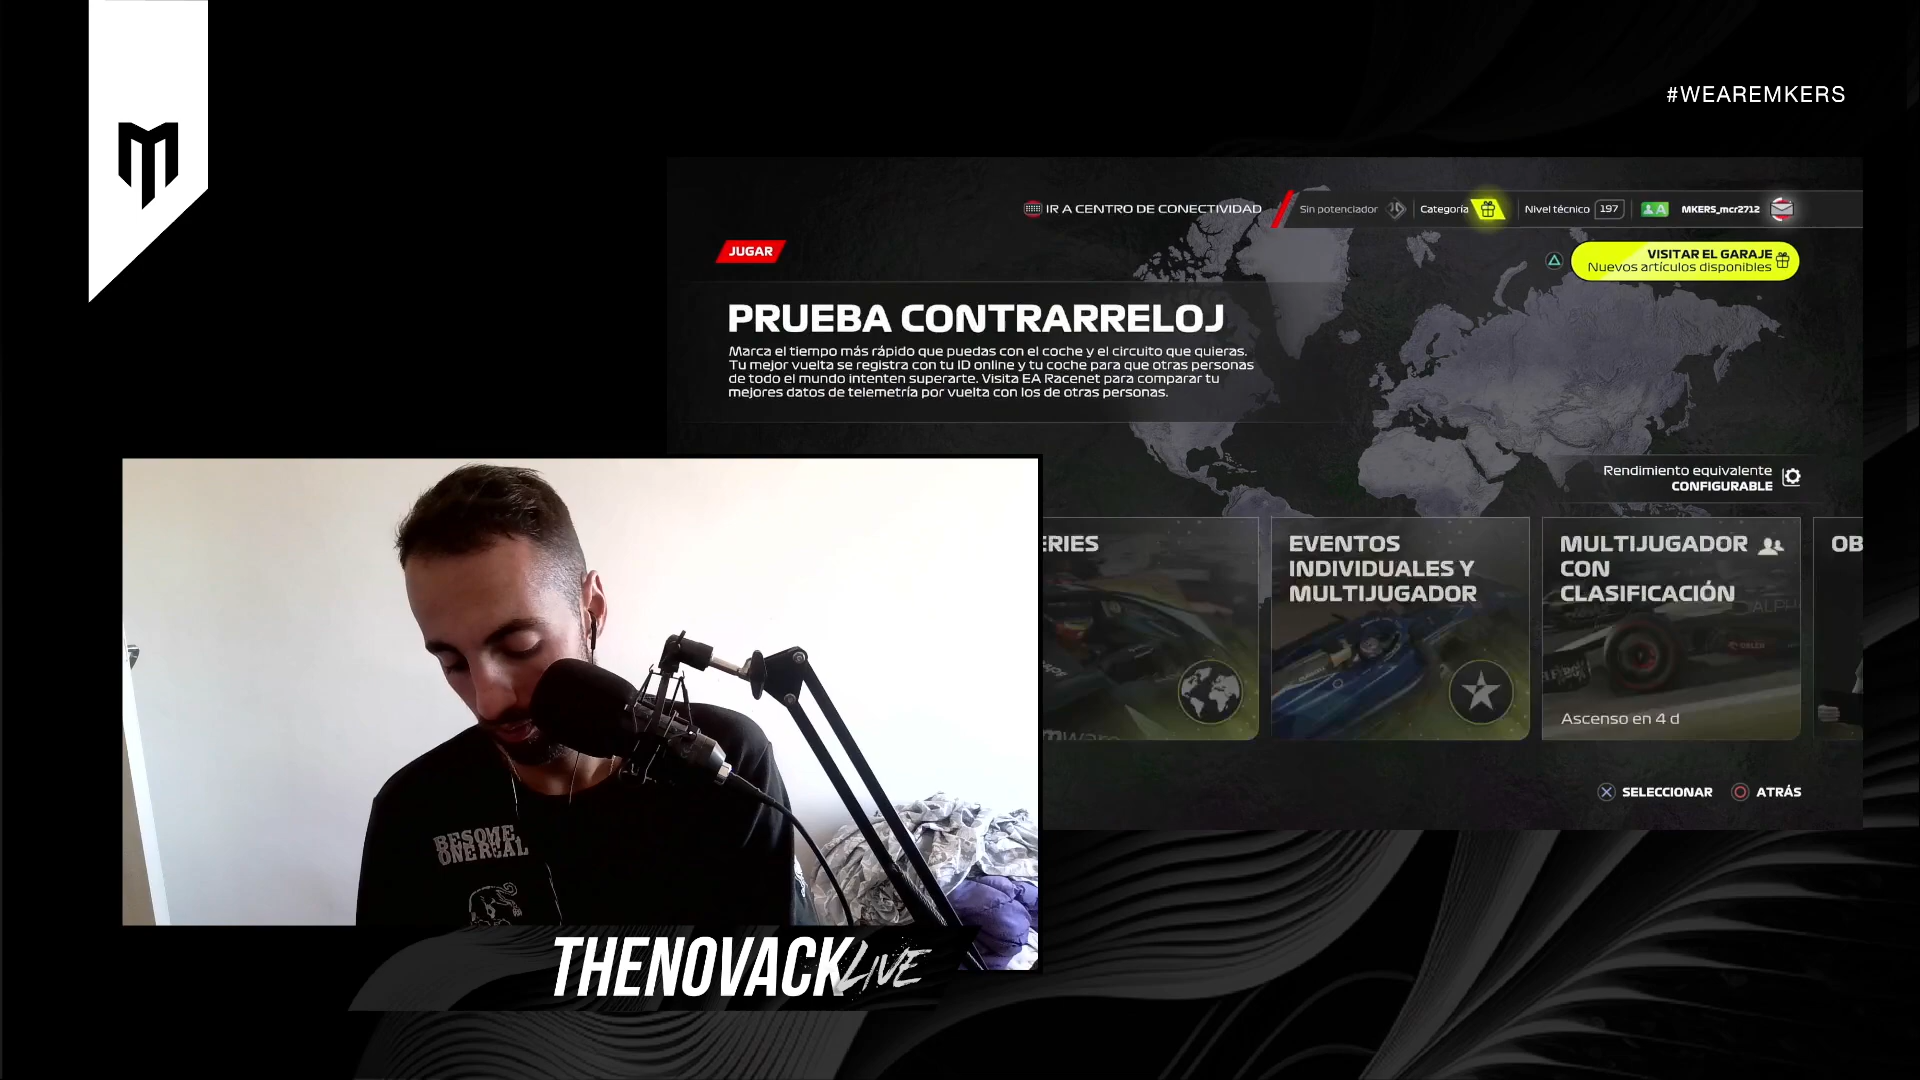 #WEAREMKERS
IR A CENTRO DE CONECTIVIDAD
Sin potenciador
Categoría
Nivel técnico 197
A
MKERS_mcr2712
JUGAR
VISITAR EL GARAJE
Nuevos artículos disponibles
PRUEBA CONTRARRELOJ
Marca el tiempo más rápido que puedas con el coche y el circuito que quieras.
Tu mejor vuelta se registra con tu ID online y tu coche para que otras personas
de todo el mundo intenten superarte. Visita EA Racenet para comparar tu
mejores datos de telemetría por vuelta con los de otras personas.
Rendimiento equivalente
CONFIGURABLE
ERIES
EVENTOS
INDIVIDUALES Y
MULTIJUGADOR
MULTIJUGADOR
CON
CLASIFICACIÓN
OB
ALPH
ORLEN
Ascenso en 4 d
SELECCIONAR
ATRÁS
BESOME
ONEREAL
THENOVACK LIVE